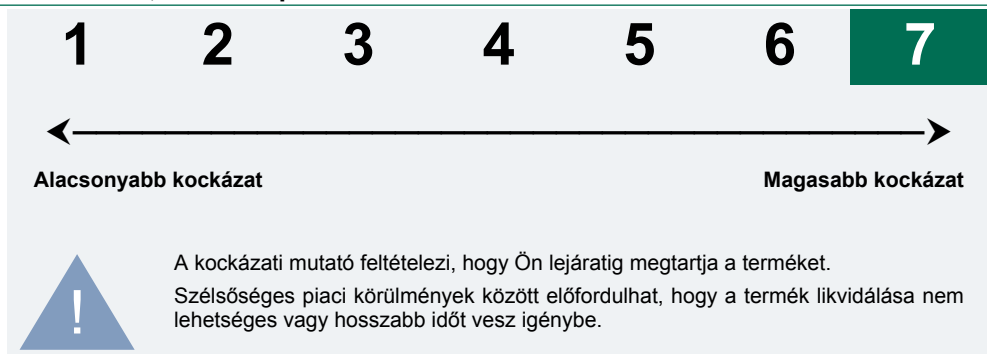 1 2 3 4 5 6 7
Alacsonyabb kockázat Magasabb kockázat
A kockázati mutató feltételezi, hogy Ön lejáratig megtartja a terméket.
Szélsőséges piaci körülmények között előfordulhat, hogy a termék likvidálása nem
lehetséges vagy hosszabb időt vesz igénybe.
!